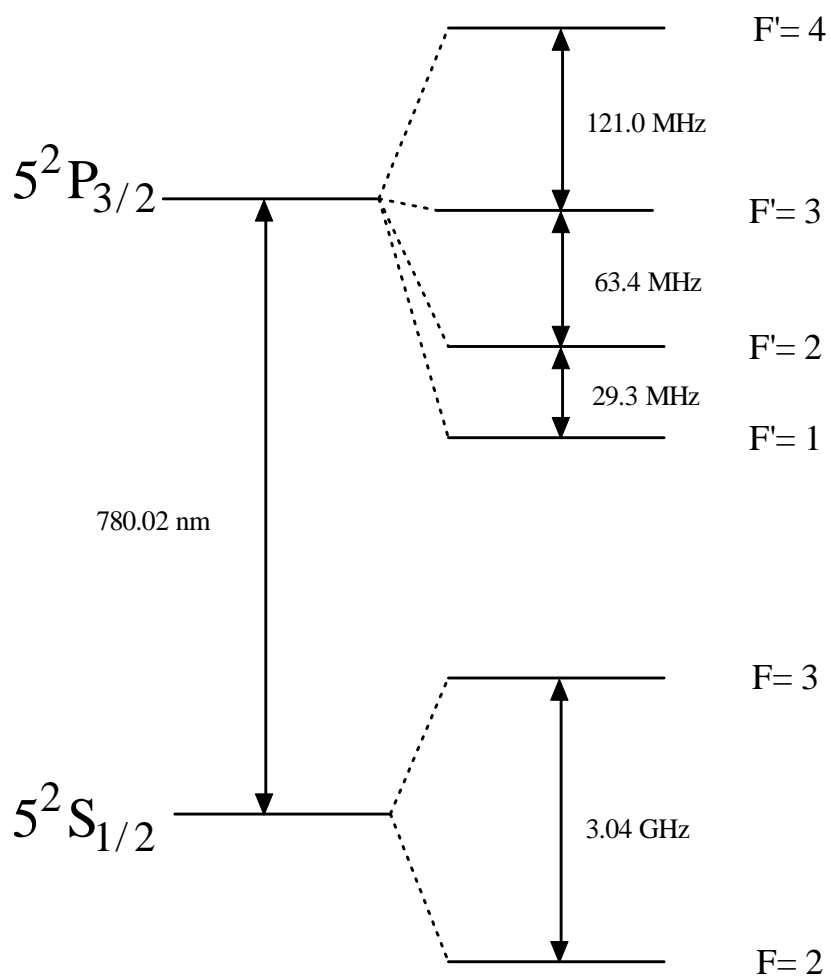 F'= 4
121.0 MHz
5²P₃/₂
F'= 3
63.4 MHz
F'= 2
29.3 MHz
F'= 1
780.02 nm
F= 3
5²S₁/₂
3.04 GHz
F= 2